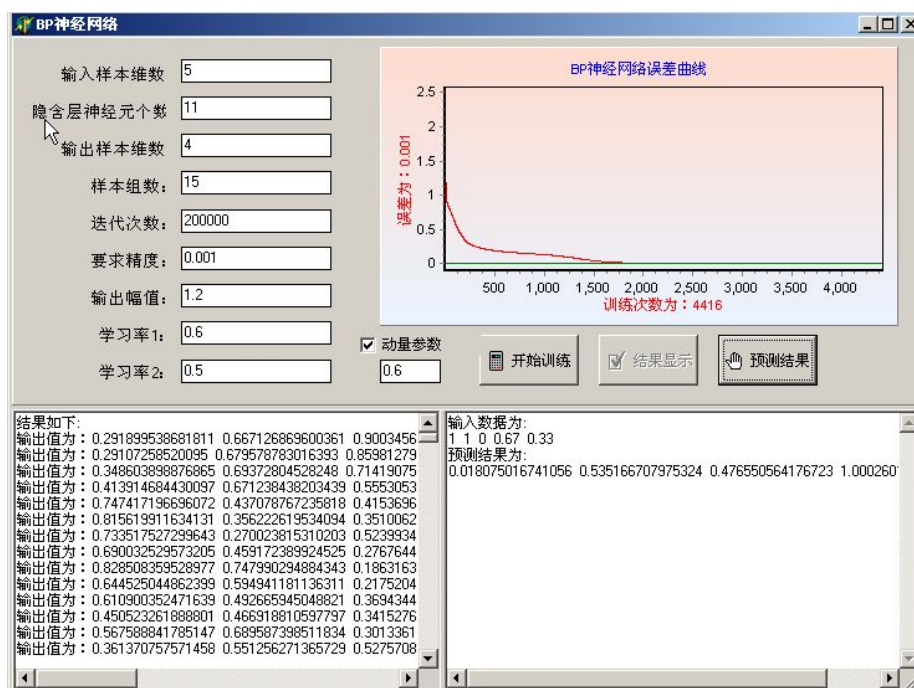 BP神经网络
输入样本维数 5
隐含层神经元个数 11
输出样本维数 4
样本组数: 15
迭代次数: 200000
要求精度: 0.001
输出幅值: 1.2
学习率1: 0.6
学习率2: 0.5
BP神经网络误差曲线
误差为:0.001
2.5
2
1.5
1
0.5
0
500 1,000 1,500 2,000 2,500 3,000 3,500 4,000
训练次数为:4416
动量参数
0.6
开始训练
结果显示
预测结果
结果如下:
输出值为:0.291899538681811 0.667126869600361 0.9003456
输出值为:0.29107258520095 0.679578783016393 0.85981279
输出值为:0.348603898876865 0.69372804528248 0.71419075
输出值为:0.413914684430097 0.671238438203439 0.5553053
输出值为:0.747417196696072 0.437078767235818 0.4153696
输出值为:0.815619911634131 0.356222619534094 0.3510062
输出值为:0.733517527299643 0.270023815310203 0.5239934
输出值为:0.690032529573205 0.459172389924525 0.2767644
输出值为:0.828508359528977 0.747990294884343 0.1863163
输出值为:0.644525044862399 0.594941181136311 0.2175204
输出值为:0.610900352471639 0.492665945048821 0.3694344
输出值为:0.450523261888801 0.466918810597797 0.3415276
输出值为:0.567588841785147 0.689587398511834 0.3013361
输出值为:0.361370757571458 0.551256271365729 0.5275708
输入数据为:
1 1 0 0.67 0.33
预测结果为:
0.018075016741056 0.535166707975324 0.476550564176723 1.000260